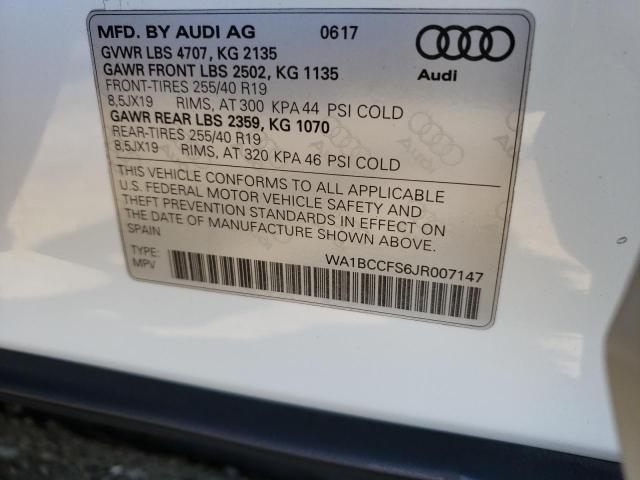 MFD. BY AUDI AG 0617
GVWR LBS 4707, KG 2135
GAWR FRONT LBS 2502, KG 1135
FRONT-TIRES 255/40 R19
8,5JX19 RIMS, AT 300 KPA 44 PSI COLD
GAWR REAR LBS 2359, KG 1070
REAR-TIRES 255/40 R19
8,5JX19 RIMS, AT 320 KPA 46 PSI COLD
Audi
THIS VEHICLE CONFORMS TO ALL APPLICABLE
U.S. FEDERAL MOTOR VEHICLE SAFETY AND
THEFT PREVENTION STANDARDS IN EFFECT ON
THE DATE OF MANUFACTURE SHOWN ABOVE.
SPAIN
TYPE: WA1BCCFS6JR007147
MPV